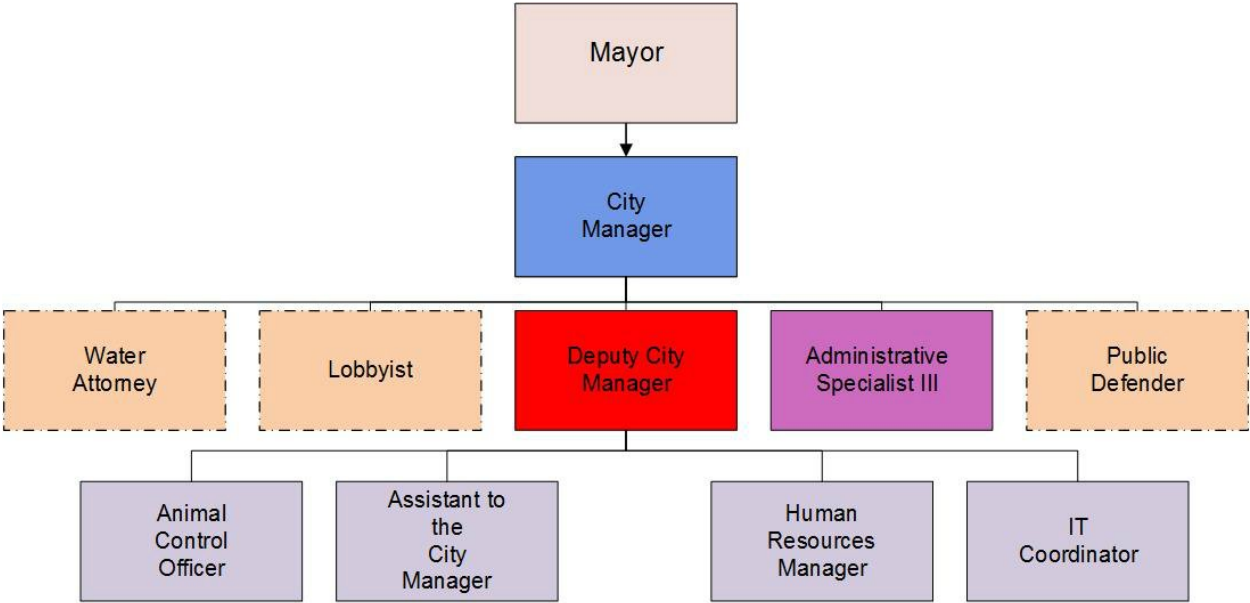 Mayor
City
Manager
Water
Attorney
Lobbyist
Deputy City
Manager
Administrative
Specialist III
Public
Defender
Animal
Control
Officer
Assistant to
the
City
Manager
Human
Resources
Manager
IT
Coordinator